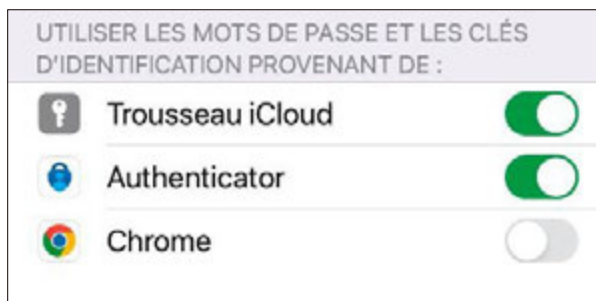 UTILISER LES MOTS DE PASSE ET LES CLÉS
D'IDENTIFICATION PROVENANT DE :
Trousseau iCloud
Authenticator
Chrome